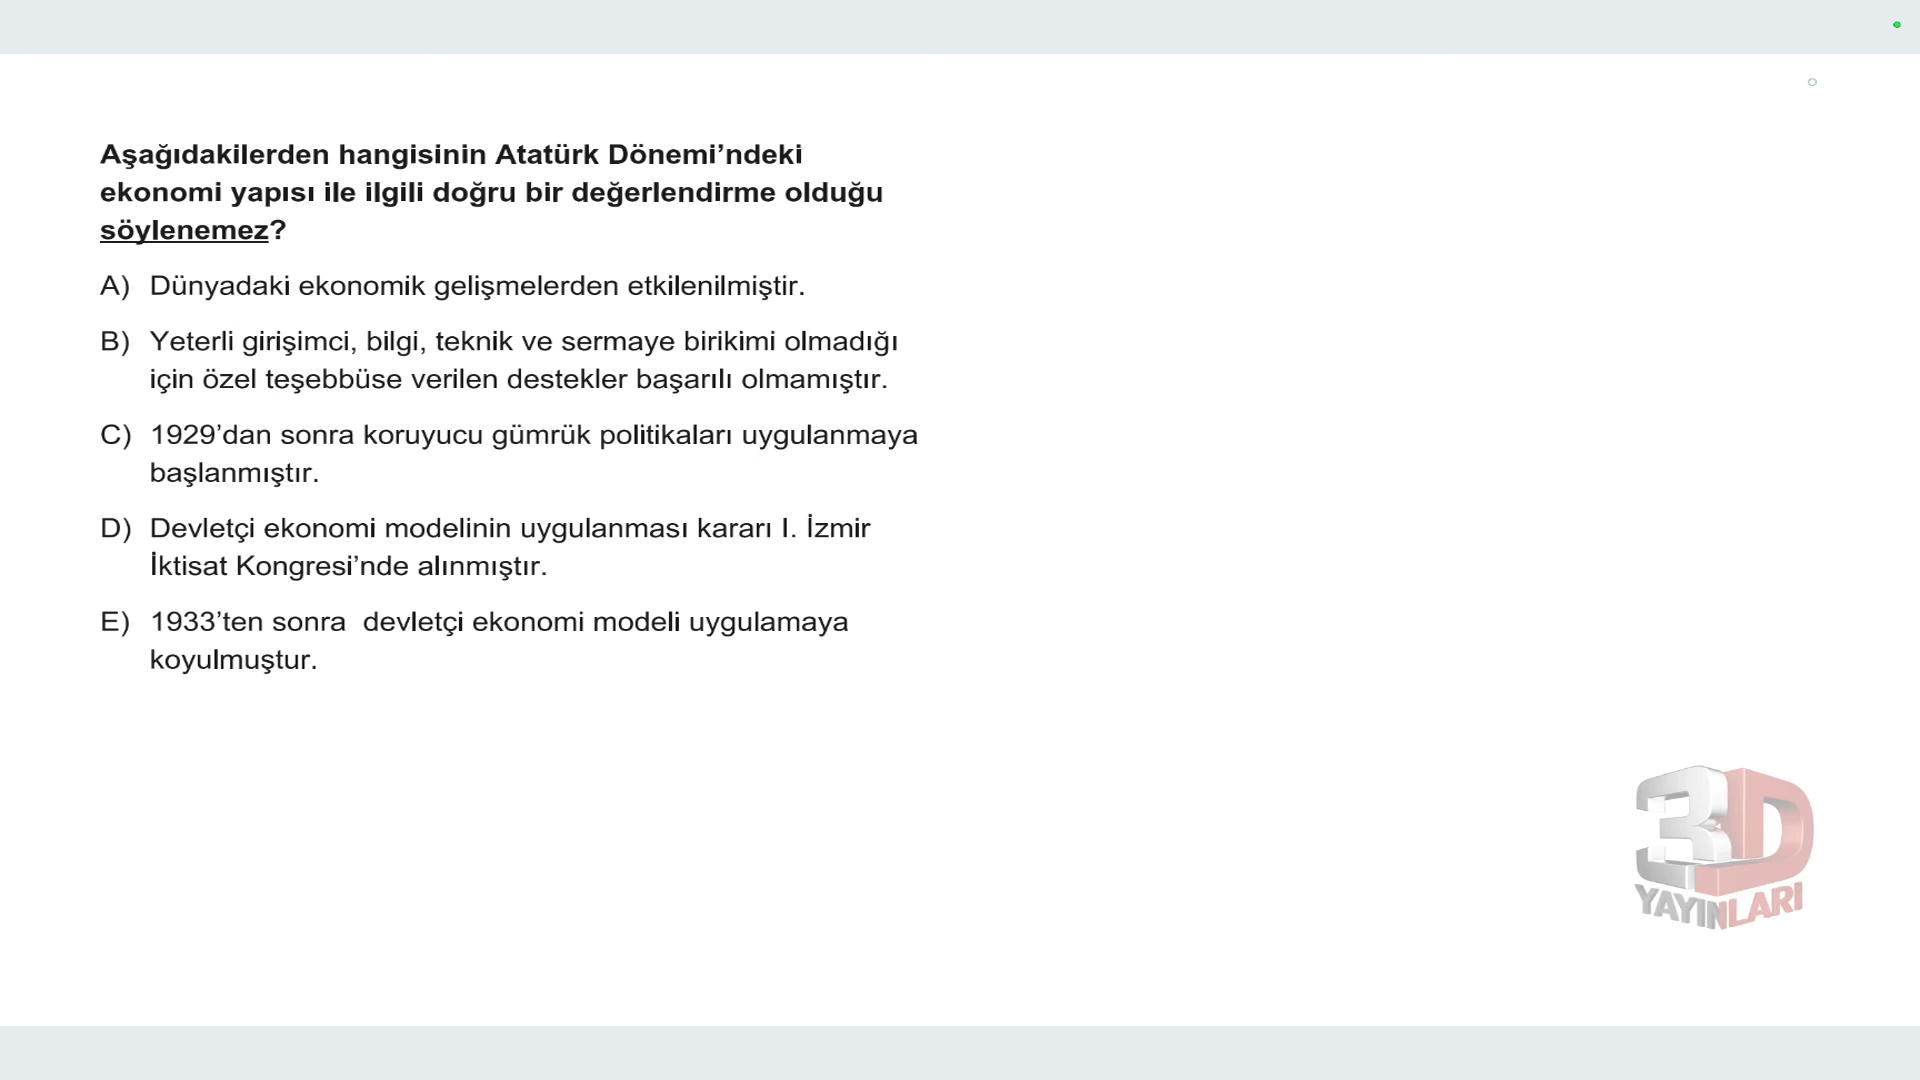 Aşağıdakilerden hangisinin Atatürk Dönemi’ndeki
ekonomi yapısı ile ilgili doğru bir değerlendirme olduğu
söylenemez?
A) Dünyadaki ekonomik gelişmelerden etkilenilmiştir.
B) Yeterli girişimci, bilgi, teknik ve sermaye birikimi olmadığı
için özel teşebbüse verilen destekler başarılı olmamıştır.
C) 1929’dan sonra koruyucu gümrük politikaları uygulanmaya
başlanmıştır.
D) Devletçi ekonomi modelinin uygulanması kararı I. İzmir
İktisat Kongresi’nde alınmıştır.
E) 1933’ten sonra  devletçi ekonomi modeli uygulamaya
koyulmuştur.
3D
YAYINLARI